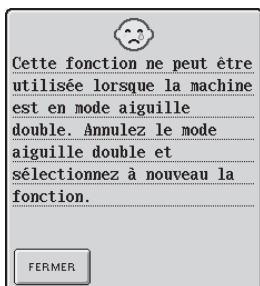 Cette fonction ne peut être
utilisée lorsque la machine
est en mode aiguille
double. Annulez le mode
aiguille double et
sélectionnez à nouveau la
fonction.
FERMER